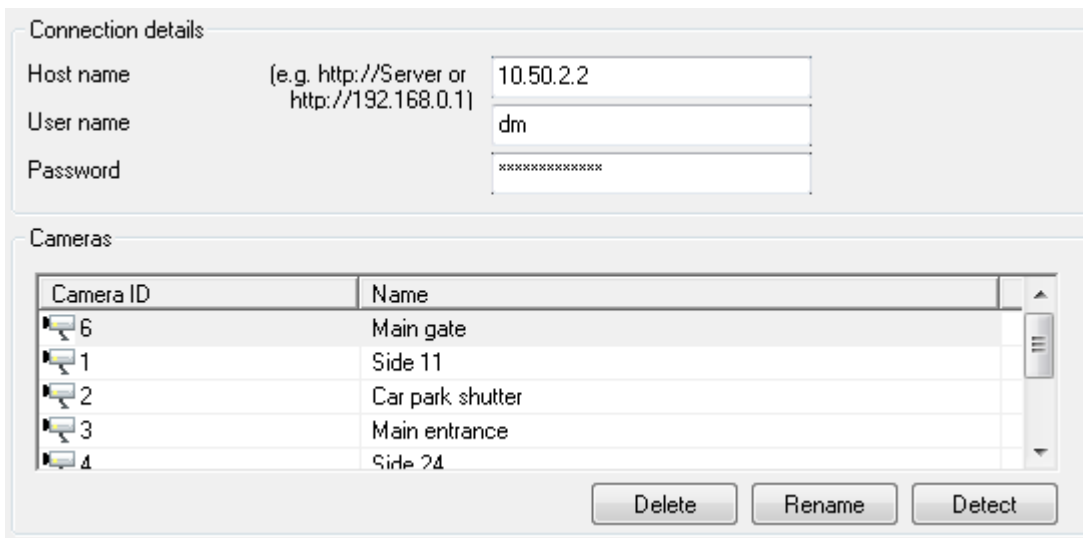 Connection details
Host name (e.g. http://Server or http://192.168.0.1) 10.50.2.2
User name dm
Password xxxxxxxxxxxxx
Cameras
Camera ID Name
6 Main gate
1 Side 11
2 Car park shutter
3 Main entrance
4 Side 24
Delete Rename Detect